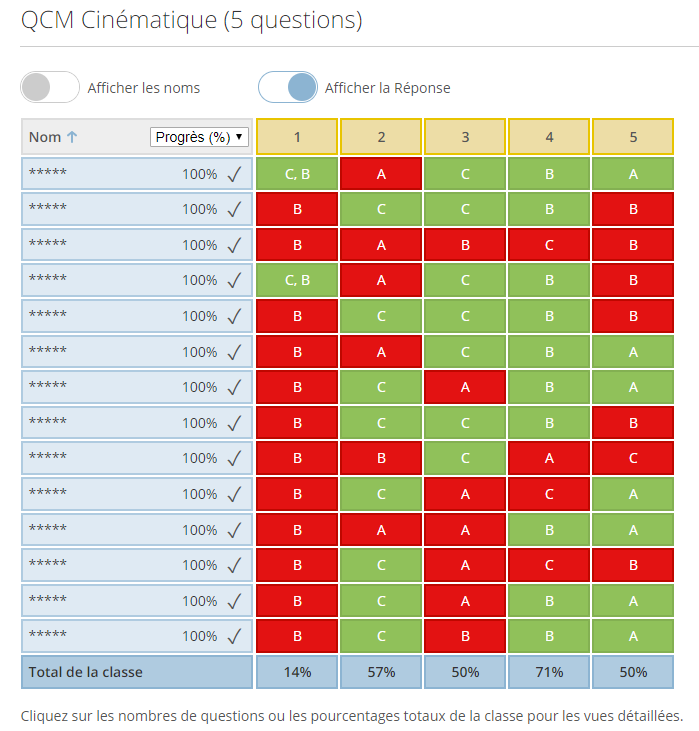 QCM Cinématique (5 questions)
Afficher les noms Afficher la Réponse
Nom ↑ Progrès (%) ▼ 1 2 3 4 5
***** 100% ✓ C, B A C B A
***** 100% ✓ B C C B B
***** 100% ✓ B A B C B
***** 100% ✓ C, B A C B B
***** 100% ✓ B C C B B
***** 100% ✓ B A C B A
***** 100% ✓ B C A B A
***** 100% ✓ B C C B B
***** 100% ✓ B B C A C
***** 100% ✓ B C A C A
***** 100% ✓ B A A B A
***** 100% ✓ B C A C B
***** 100% ✓ B C A B A
***** 100% ✓ B C B B A
Total de la classe 14% 57% 50% 71% 50%
Cliquez sur les nombres de questions ou les pourcentages totaux de la classe pour les vues détaillées.